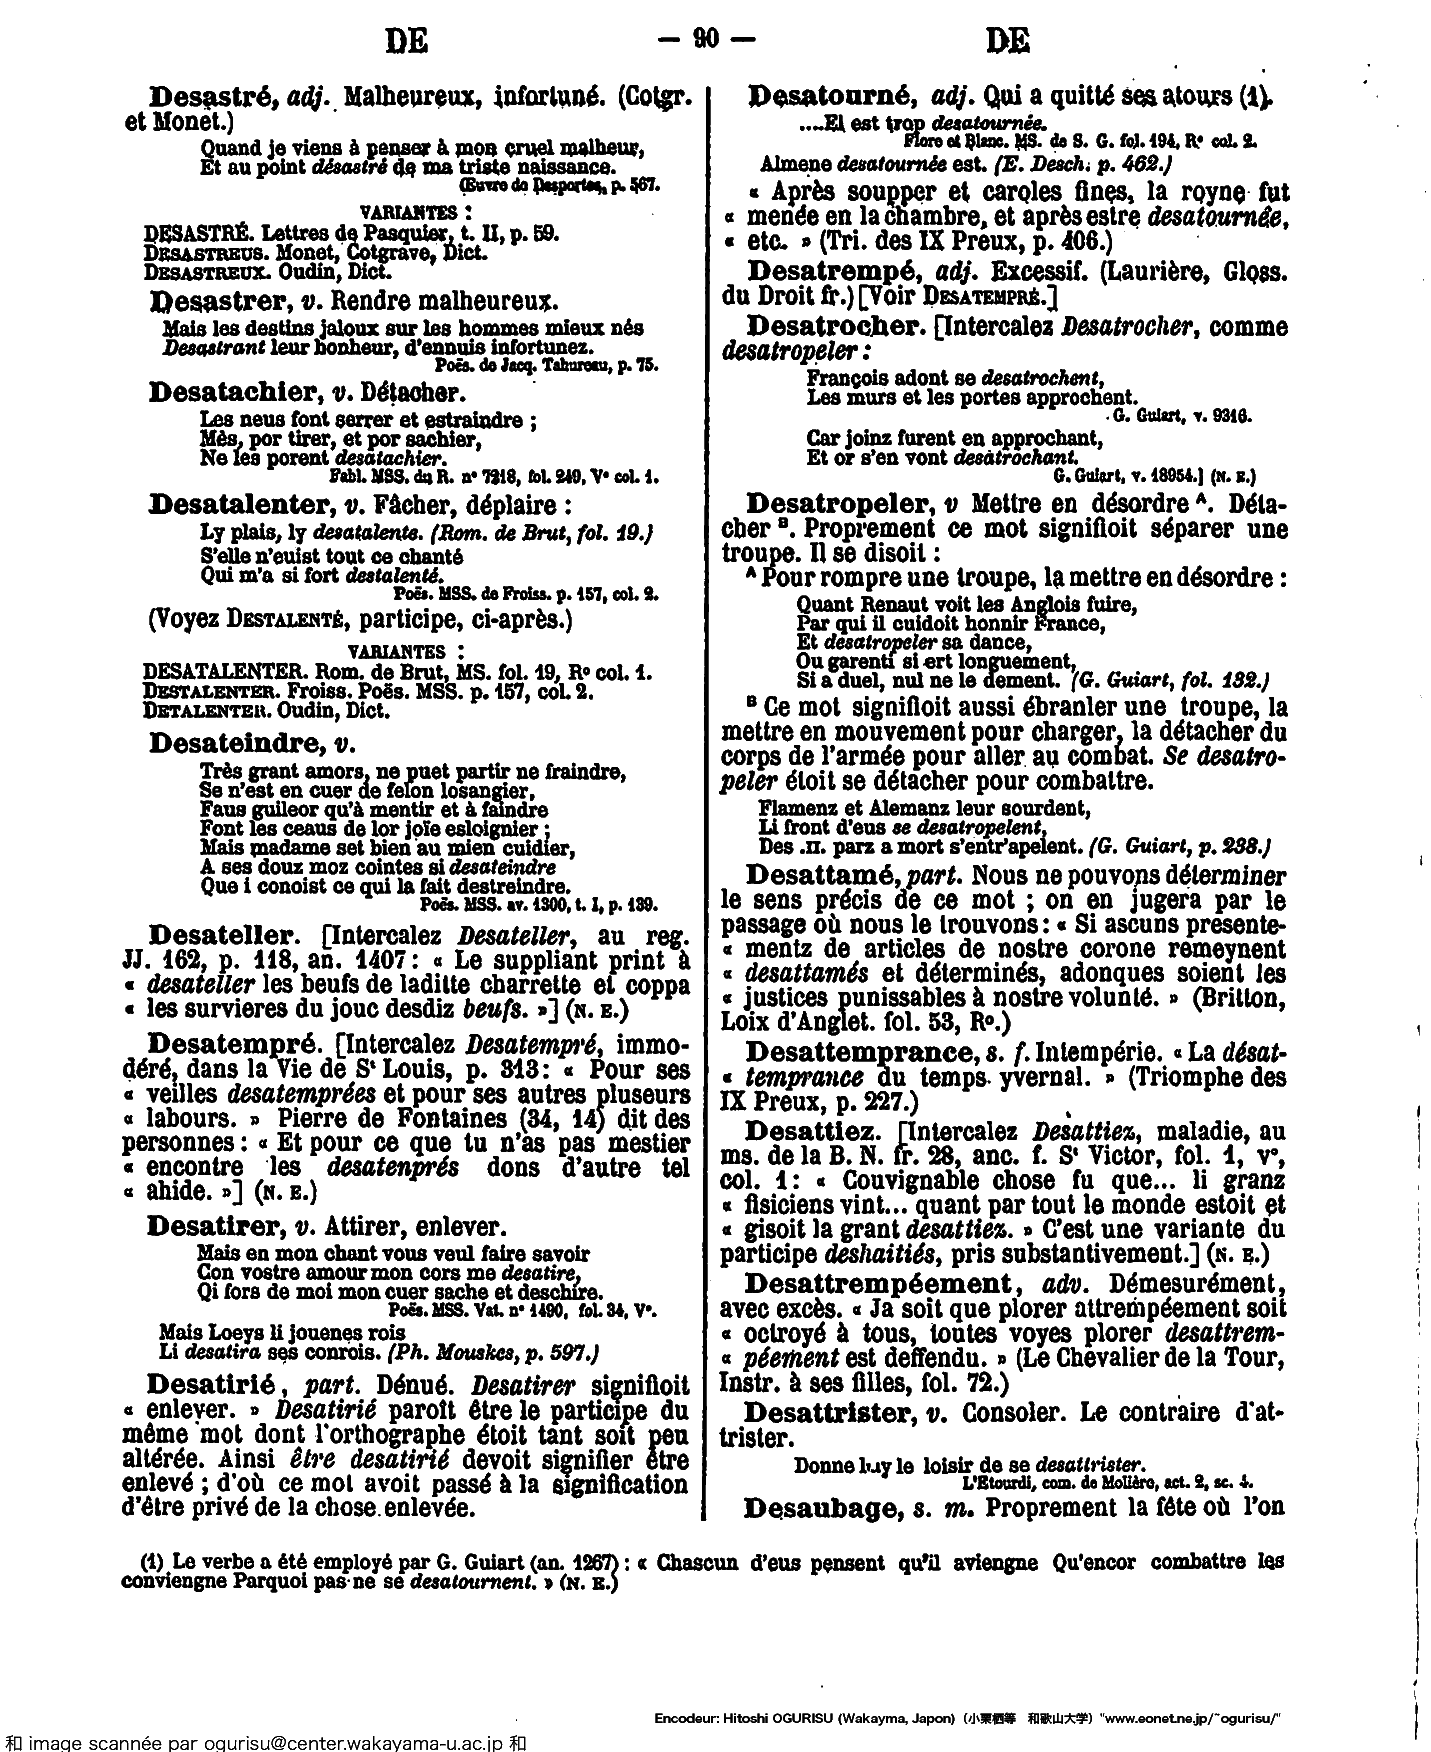 DE — 90 — DE
Desastré, adj. Malheureux, infortuné. (Cotgr.
et Monet.)
Quand je viens à penser à mon cruel malheur,
Et au point désastré de ma triste naissance.
Œuvre de Desportes, p. 567.
VARIANTES :
DESASTRÉ. Lettres de Pasquier, t. II, p. 59.
DESASTREUS. Monet, Cotgrave, Dict.
DESASTREUX. Oudin, Dict.
Desastrer, v. Rendre malheureux.
Mais les destins jaloux sur les hommes mieux nés
Desastrant leur bonheur, d'ennuis infortunez.
Poës. de Jacq. Tahureau, p. 75.
Desatachier, v. Détacher.
Les neus font serrer et estraindre ;
Mès, por tirer, et por sachier,
Ne les porent desatachier.
Fabl. MSS. du R. n° 7218, fol. 249, V° col. 1.
Desatalenter, v. Fâcher, déplaire :
Ly plais, ly desatalente. (Rom. de Brut, fol. 19.)
S'elle n'euist tout ce chanté
Qui m'a si fort destalenté.
Poës. MSS. de Froiss. p. 157, col. 2.
(Voyez DESTALENTÉ, participe, ci-après.)
VARIANTES :
DESATALENTER. Rom. de Brut, MS. fol. 19, R° col. 1.
DESTALENTER. Froiss. Poës. MSS. p. 157, col. 2.
DETALENTER. Oudin, Dict.
Desateindre, v.
Très grant amors, ne puet partir ne fraindre,
Se n'est en cuer de felon losangier,
Faus guileor qu'à mentir et à faindre
Font les ceaus de lor joïe esloignier ;
Mais madame set bien au mien cuidier,
A ses doux moz cointes si desateindre
Que i conoist ce qui la fait destreindre.
Poës. MSS. av. 1300, t. I, p. 139.
Desateller. [Intercalez Desateller, au reg.
JJ. 162, p. 118, an. 1407 : « Le suppliant print à
« desateller les beufs de laditte charrette et coppa
« les survieres du jouc desdiz beufs. »] (N. E.)
Desatempré. [Intercalez Desatempré, immo-
déré, dans la Vie de St Louis, p. 313 : « Pour ses
« veilles desatemprées et pour ses autres pluseurs
« labours. » Pierre de Fontaines (34, 14) dit des
personnes : « Et pour ce que tu n'as pas mestier
« encontre les desatenprés dons d'autre tel
« ahide. »] (N. E.)
Desatirer, v. Attirer, enlever.
Mais en mon chant vous veul faire savoir
Con vostre amour mon cors me desatire,
Qi fors de moi mon cuer sache et deschire.
Poës. MSS. Vat. n° 1490, fol. 34, V°.
Mais Loeys li jouenes rois
Li desatira ses conrois. (Ph. Mouskes, p. 597.)
Desatirié, part. Dénué. Desatirer signifioit
« enlever. » Desatirié paroît être le participe du
même mot dont l'orthographe étoit tant soit peu
altérée. Ainsi être desatirié devoit signifier être
enlevé ; d'où ce mot avoit passé à la signification
d'être privé de la chose enlevée.
Desatourné, adj. Qui a quitté ses atours (1).
....El est trop desatournée.
Flore et Blanc. MS. de S. G. fol. 194, R° col. 2.
Almene desatournée est. (E. Desch. p. 462.)
« Après soupper et caroles fines, la royne fut
« menée en la chambre, et après estre desatournée,
« etc. » (Tri. des IX Preux, p. 406.)
Desatrempé, adj. Excessif. (Laurière, Gloss.
du Droit fr.) [Voir DESATEMPRÉ.]
Desatrocher. [Intercalez Desatrocher, comme
desatropeler :
François adont se desatrochent,
Les murs et les portes approchent.
G. Guiart, v. 9316.
Car joinz furent en approchant,
Et or s'en vont desatrochant.
G. Guiart, v. 18954.] (N. E.)
Desatropeler, v Mettre en désordre A. Déta-
cher B. Proprement ce mot signifioit séparer une
troupe. Il se disoit :
A Pour rompre une troupe, la mettre en désordre :
Quant Renaut voit les Anglois fuire,
Par qui il cuidoit honnir France,
Et desatropeler sa dance,
Ou garenti si ert longuement,
Si a duel, nul ne le dement. (G. Guiart, fol. 132.)
B Ce mot signifioit aussi ébranler une troupe, la
mettre en mouvement pour charger, la détacher du
corps de l'armée pour aller au combat. Se desatro-
peler étoit se détacher pour combattre.
Flamenz et Alemanz leur sourdent,
Li front d'eus se desatropelent,
Des .II. parz a mort s'entr'apelent. (G. Guiart, p. 238.)
Desattamé, part. Nous ne pouvons déterminer
le sens précis de ce mot ; on en jugera par le
passage où nous le trouvons : « Si ascuns presente-
« mentz de articles de nostre corone remeynent
« desattamés et déterminés, adonques soient les
« justices punissables à nostre volunté. » (Britton,
Loix d'Anglet. fol. 53, R°.)
Desattemprance, s. f. Intempérie. « La désat-
« temprance du temps yvernal. » (Triomphe des
IX Preux, p. 227.)
Desattiez. [Intercalez Desattiez, maladie, au
ms. de la B. N. fr. 28, anc. f. St Victor, fol. 1, v°,
col. 1 : « Couvignable chose fu que... li granz
« fisiciens vint... quant par tout le monde estoit et
« gisoit la grant desattiez. » C'est une variante du
participe deshaitiés, pris substantivement.] (N. E.)
Desattrempéement, adv. Démesurément,
avec excès. « Ja soit que plorer attrempéement soit
« octroyé à tous, toutes voyes plorer desattrem-
« péement est deffendu. » (Le Chevalier de la Tour,
Instr. à ses filles, fol. 72.)
Desattrister, v. Consoler. Le contraire d'at-
trister.
Donne luy le loisir de se desattrister.
L'Etourdi, com. de Molière, act. 2, sc. 4.
Desaubage, s. m. Proprement la fête où l'on
(1) Le verbe a été employé par G. Guiart (an. 1267) : « Chascun d'eus pensent qu'il aviengne Qu'encor combattre les
conviengne Parquoi pas ne se desatournent. » (N. E.)
Encodeur: Hitoshi OGURISU (Wakayma, Japon) (小栗栖等 和歌山大学) "www.eonet.ne.jp/~ogurisu/"
和 image scannée par ogurisu@center.wakayama-u.ac.jp 和